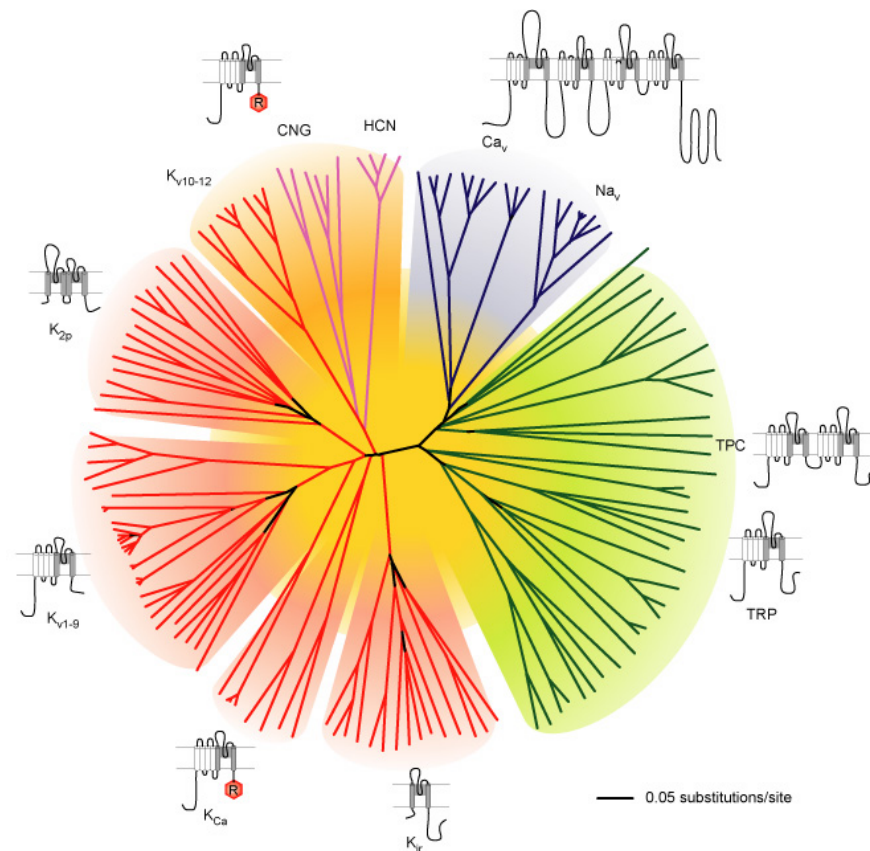 R
CNG
HCN
Cav
Kv10-12
Nav
K2p
TPC
TRP
Kv1-9
R
KCa
Kir
0.05 substitutions/site